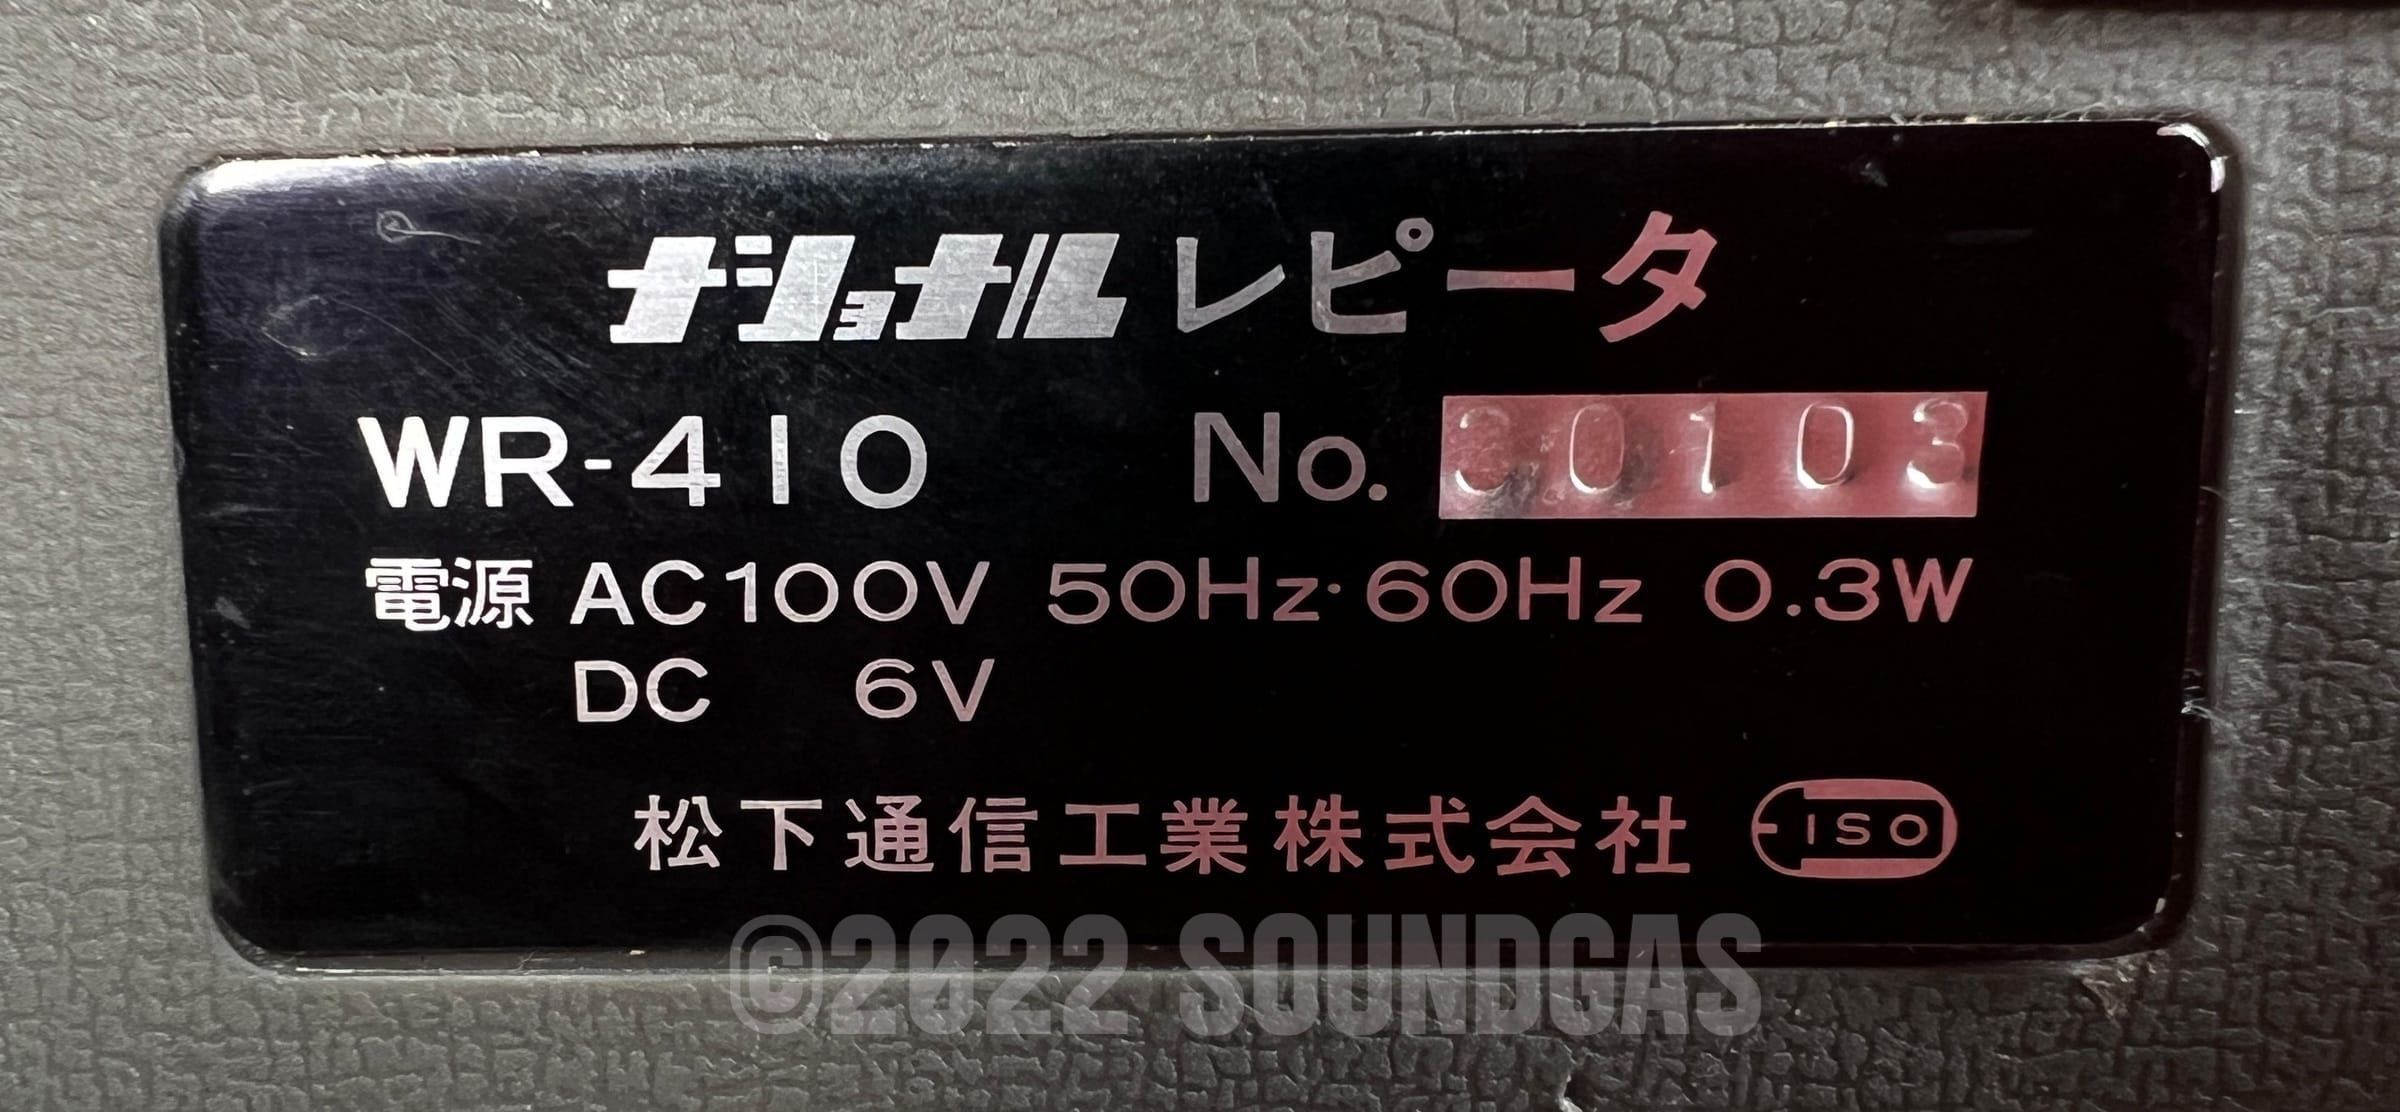 ナショナル レピータ
WR-410 No. 30103
電源 AC100V 50Hz·60Hz 0.3W
DC 6V
松下通信工業株式会社 ISO
©2022 SOUNDGAS